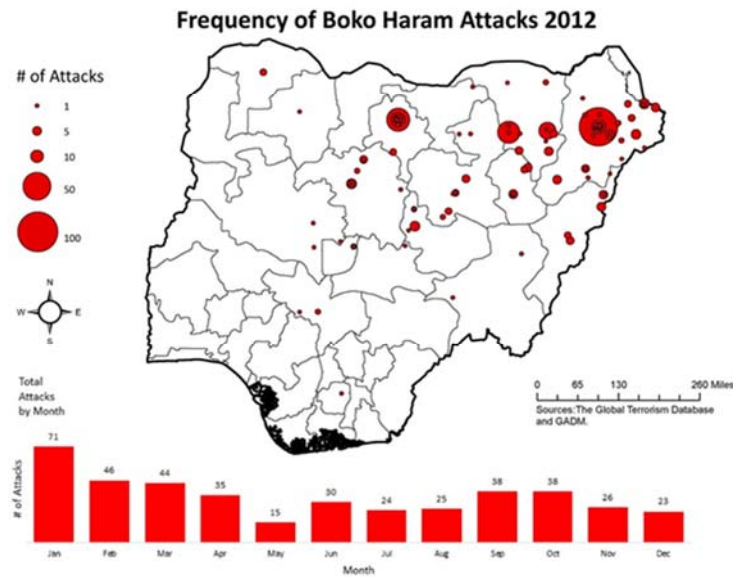 Frequency of Boko Haram Attacks 2012
# of Attacks
1
5
10
50
100
N
W E
S
0 65 130 260 Miles
Sources:The Global Terrorism Database
and GADM.
Total
Attacks
by Month
# of Attacks
71 46 44 35 15 30 24 25 38 38 26 23
Jan Feb Mar Apr May Jun Jul Aug Sep Oct Nov Dec
Month